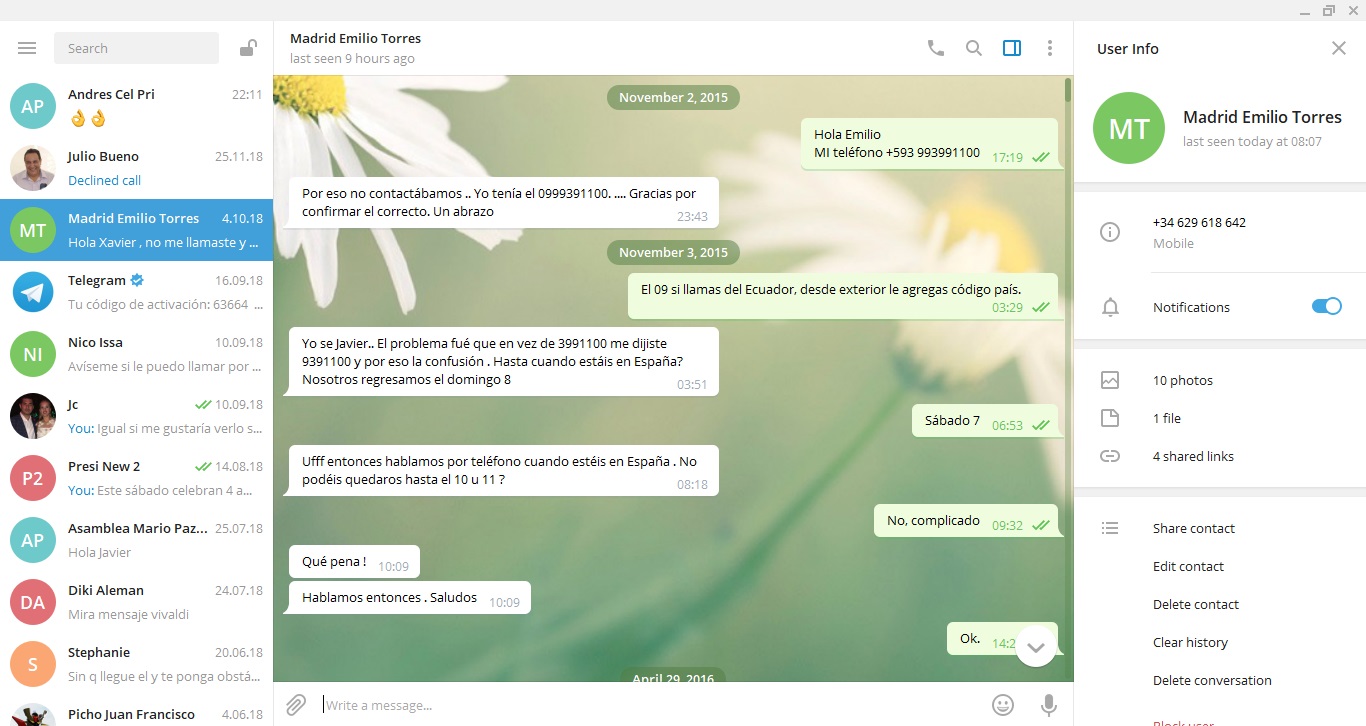 Search
Andres Cel Pri
22:11
AP
Julio Bueno
25.11.18
Declined call
Madrid Emilio Torres
4.10.18
MT
Hola Xavier , no me llamaste y ...
Telegram
16.09.18
Tu código de activación: 63664 ...
Nico Issa
10.09.18
NI
Avíseme si le puedo llamar por ...
Jc
10.09.18
You: Igual si me gustaría verlo s...
Presi New 2
14.08.18
P2
You: Este sábado celebran 4 a...
Asamblea Mario Paz...
25.07.18
AP
Hola Javier
Diki Aleman
24.07.18
DA
Mira mensaje vivaldi
Stephanie
20.06.18
S
Sin q llegue el y te ponga obstá...
Picho Juan Francisco
4.06.18
Madrid Emilio Torres
last seen 9 hours ago
November 2, 2015
Hola Emilio
MI teléfono +593 993991100
17:19
Por eso no contactábamos .. Yo tenía el 0999391100. .... Gracias por
confirmar el correcto. Un abrazo
23:43
November 3, 2015
El 09 si llamas del Ecuador, desde exterior le agregas código país.
03:29
Yo se Javier.. El problema fué que en vez de 3991100 me dijiste
9391100 y por eso la confusión . Hasta cuando estáis en España?
Nosotros regresamos el domingo 8
03:51
Sábado 7
06:53
Ufff entonces hablamos por teléfono cuando estéis en España . No
podéis quedaros hasta el 10 u 11 ?
08:18
No, complicado
09:32
Qué pena !
10:09
Hablamos entonces . Saludos
10:09
Ok.
April 29, 2016
Write a message...
User Info
MT
Madrid Emilio Torres
last seen today at 08:07
+34 629 618 642
Mobile
Notifications
10 photos
1 file
4 shared links
Share contact
Edit contact
Delete contact
Clear history
Delete conversation
Block user